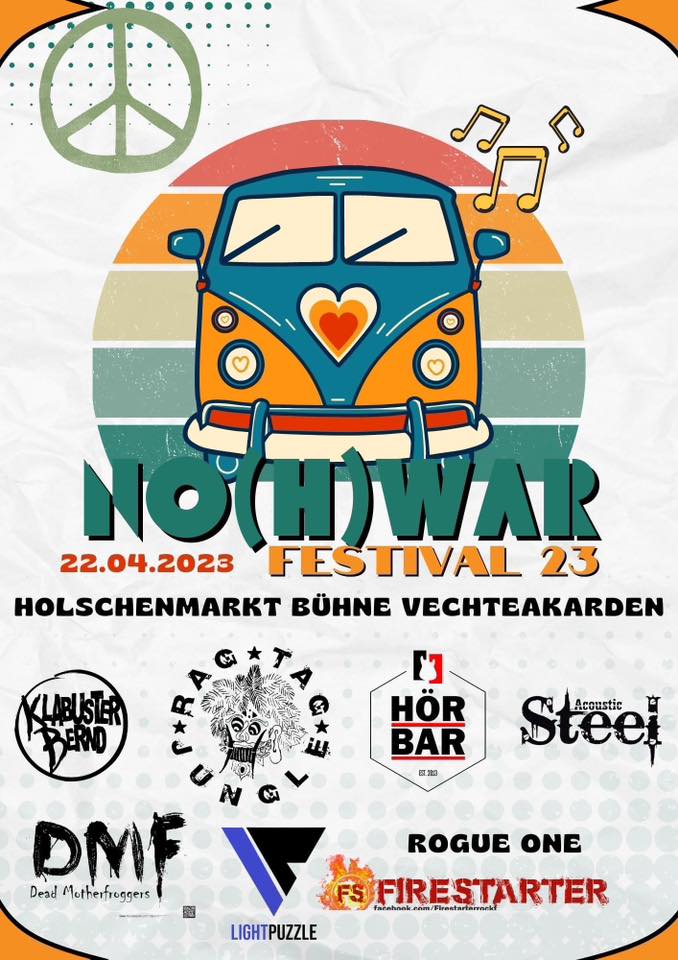 NO(H)WAR
22.04.2023 FESTIVAL 23
HOLSCHENMARKT BÜHNE VECHTEAKARDEN
KLABUSTER
BERND
RAG★TAG
JUNGLE
HÖR
BAR
EST. 2013
Acoustic
Steel
DMF
Dead Motherfroggers
LIGHTPUZZLE
ROGUE ONE
FS FIRESTARTER
facebook.com/Firestarterrockt